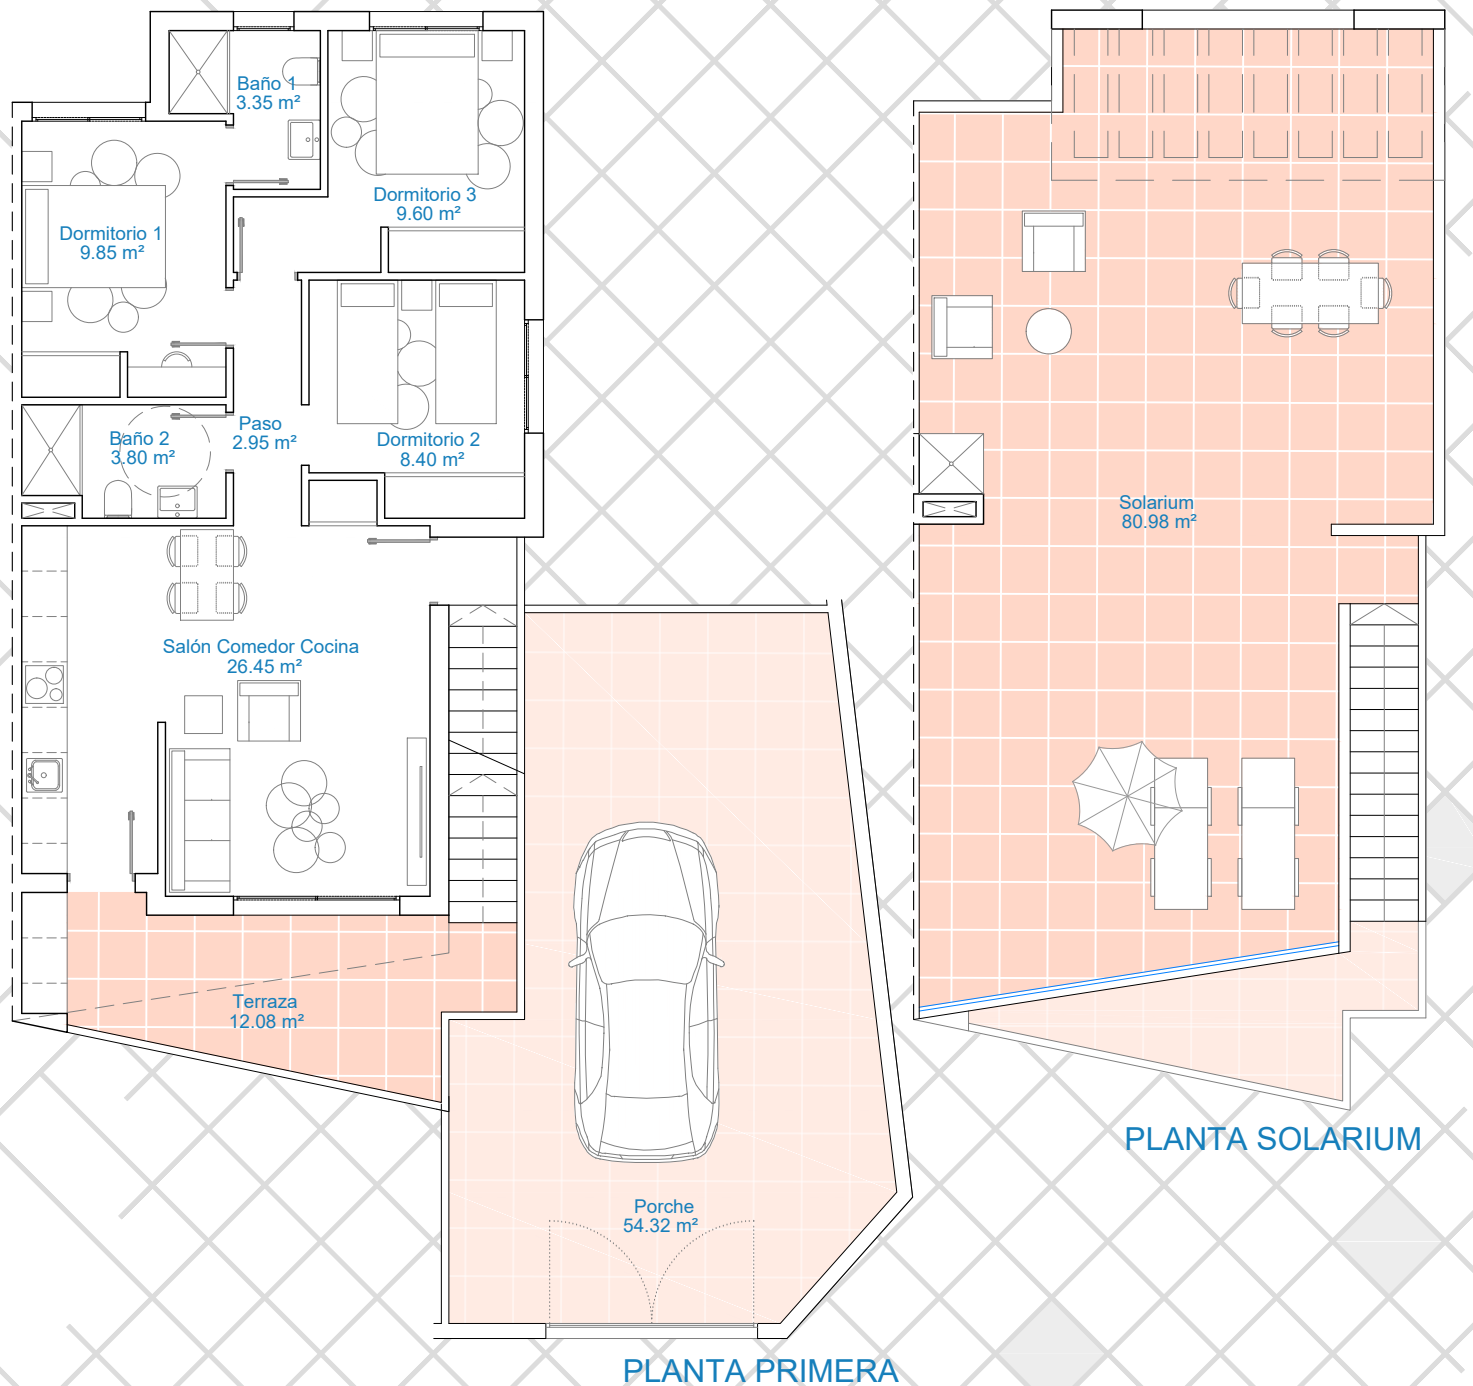 Baño 1
3.35 m²
Dormitorio 3
9.60 m²
Dormitorio 1
9.85 m²
Paso
2.95 m²
Baño 2
3.80 m²
Dormitorio 2
8.40 m²
Salón Comedor Cocina
26.45 m²
Terraza
12.08 m²
Porche
54.32 m²
PLANTA PRIMERA
Solarium
80.98 m²
PLANTA SOLARIUM